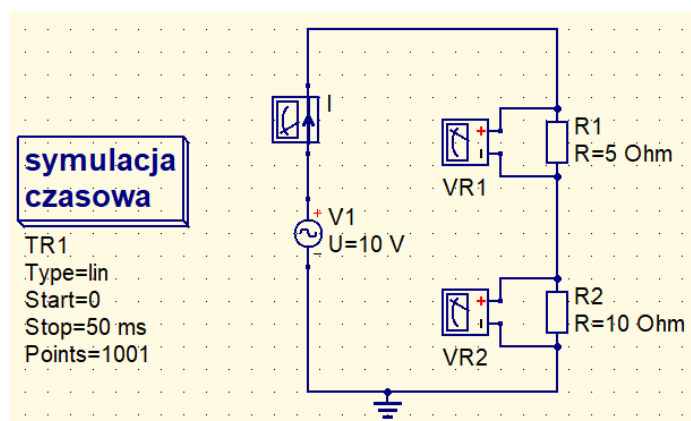 I
symulacja
czasowa
TR1
Type=lin
Start=0
Stop=50 ms
Points=1001
+
V1
U=10 V
-
+
VR1
R1
R=5 Ohm
+
VR2
R2
R=10 Ohm